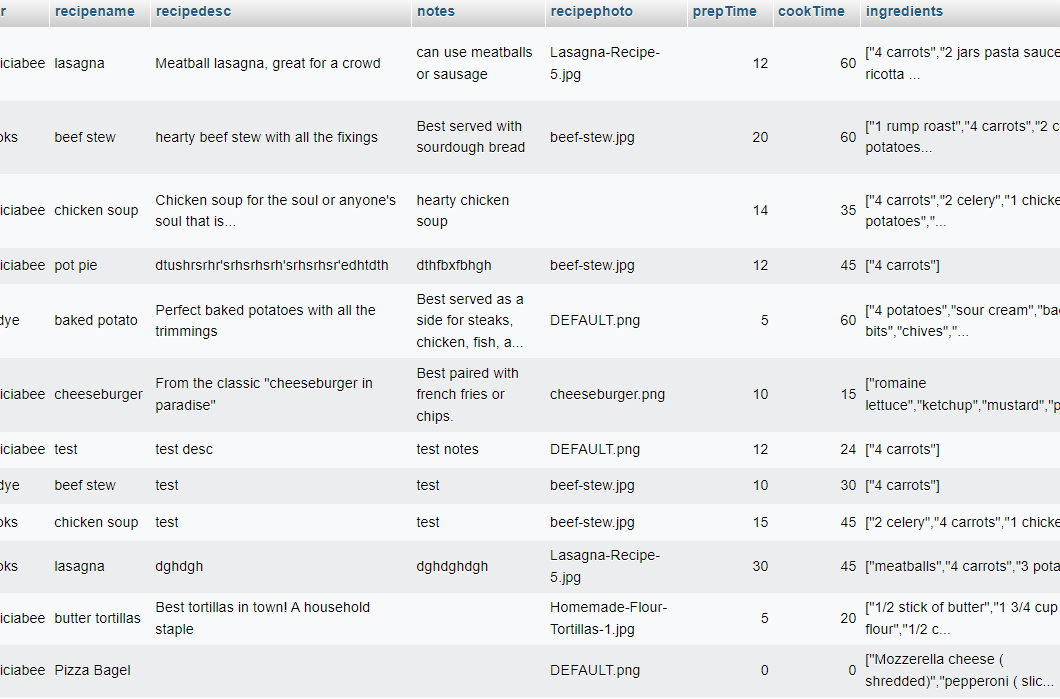 r recipename recipedesc notes recipephoto prepTime cookTime ingredients
can use meatballs Lasagna-Recipe- ["4 carrots","2 jars pasta sauce
iciabee lasagna Meatball lasagna, great for a crowd 12 60
or sausage 5.jpg ricotta ...
Best served with ["1 rump roast","4 carrots","2 c
oks beef stew hearty beef stew with all the fixings beef-stew.jpg 20 60
sourdough bread potatoes...
Chicken soup for the soul or anyone's hearty chicken ["4 carrots","2 celery","1 chicke
iciabee chicken soup 14 35
soul that is... soup potatoes","...
iciabee pot pie dtushrsrhr'srhsrhsrh'srhsrhsr'edhtdth dthfbxfbhgh beef-stew.jpg 12 45 ["4 carrots"]
Best served as a
Perfect baked potatoes with all the ["4 potatoes","sour cream","ba
dye baked potato side for steaks, DEFAULT.png 5 60
trimmings bits","chives","...
chicken, fish, a...
Best paired with
From the classic "cheeseburger in ["romaine
iciabee cheeseburger french fries or cheeseburger.png 10 15
paradise" lettuce","ketchup","mustard","p
chips.
iciabee test test desc test notes DEFAULT.png 12 24 ["4 carrots"]
dye beef stew test test beef-stew.jpg 10 30 ["4 carrots"]
oks chicken soup test test beef-stew.jpg 15 45 ["2 celery","4 carrots","1 chicke
Lasagna-Recipe-
oks lasagna dghdgh dghdghdgh 30 45 ["meatballs","4 carrots","3 pota
5.jpg
Best tortillas in town! A household Homemade-Flour- ["1/2 stick of butter","1 3/4 cup
iciabee butter tortillas 5 20
staple Tortillas-1.jpg flour","1/2 c...
["Mozzerella cheese (
iciabee Pizza Bagel DEFAULT.png 0 0
shredded)","pepperoni ( slic...